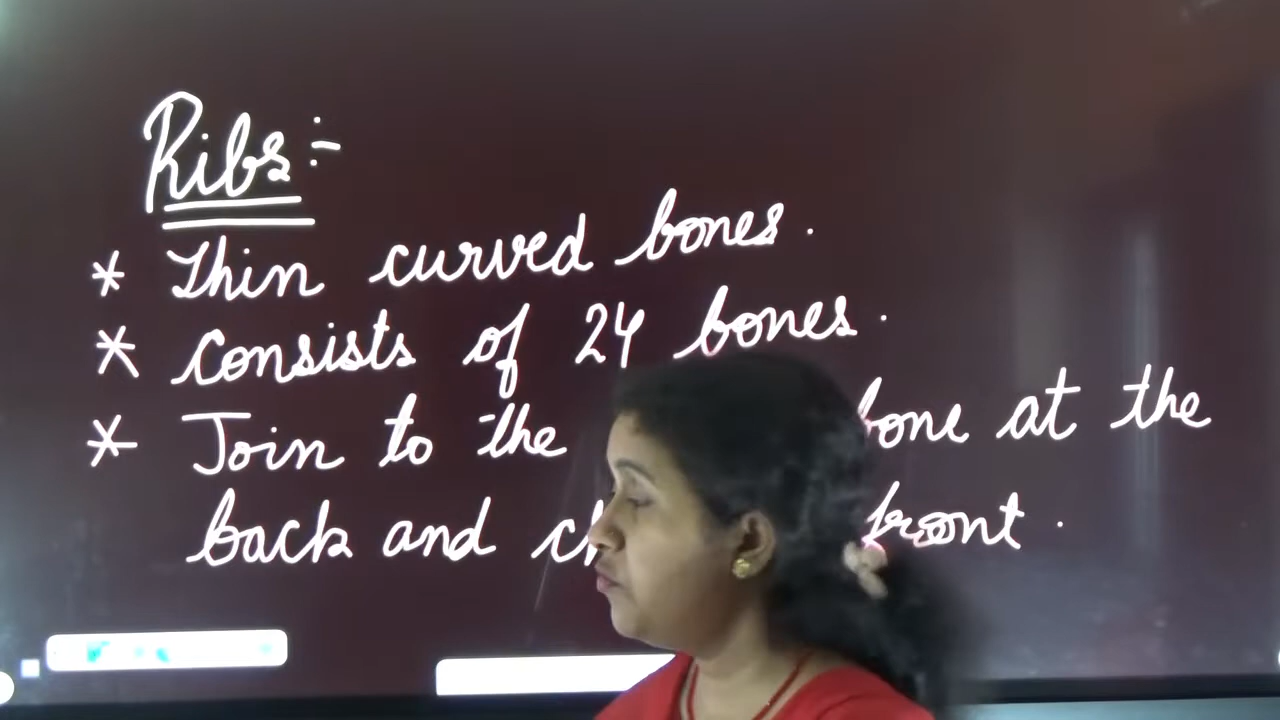 Ribs:-
* Thin curved bones.
* consists of 24 bones.
* Join to the bone at the
back and front.